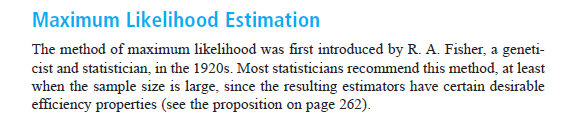 Maximum Likelihood Estimation
The method of maximum likelihood was first introduced by R. A. Fisher, a geneti-
cist and statistician, in the 1920s. Most statisticians recommend this method, at least
when the sample size is large, since the resulting estimators have certain desirable
efficiency properties (see the proposition on page 262).